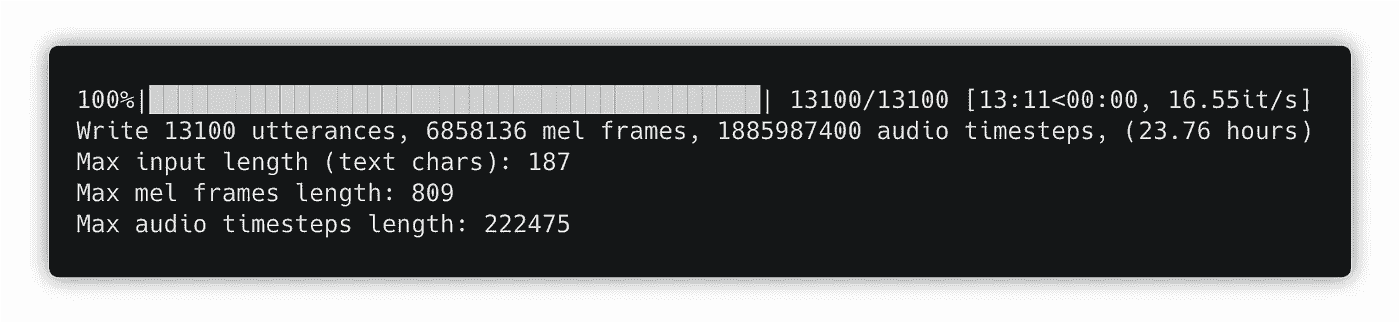 100%|██████████████████████████████████████████| 13100/13100 [13:11<00:00, 16.55it/s]
Write 13100 utterances, 6858136 mel frames, 1885987400 audio timesteps, (23.76 hours)
Max input length (text chars): 187
Max mel frames length: 809
Max audio timesteps length: 222475